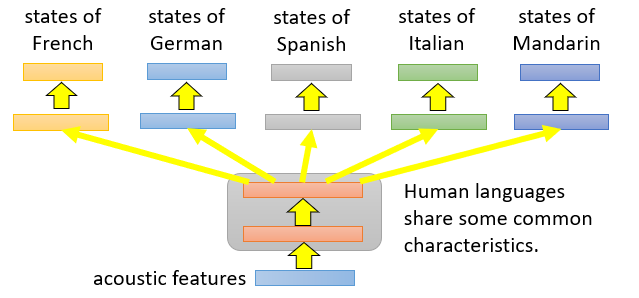 states of
French
states of
German
states of
Spanish
states of
Italian
states of
Mandarin
Human languages
share some common
characteristics.
acoustic features